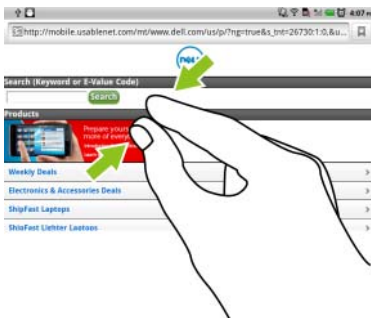 4:07
http://mobile.usablenet.com/mt/www.dell.com/us/p/?ng=true&s_tnt=26730:1:0,&u...
DELL
Search (Keyword or E-Value Code)
Search
Products
Prepare yours
more of every
Weekly Deals
Electronics & Accessories Deals
ShipFast Laptops
ShipFast Lighter Laptops